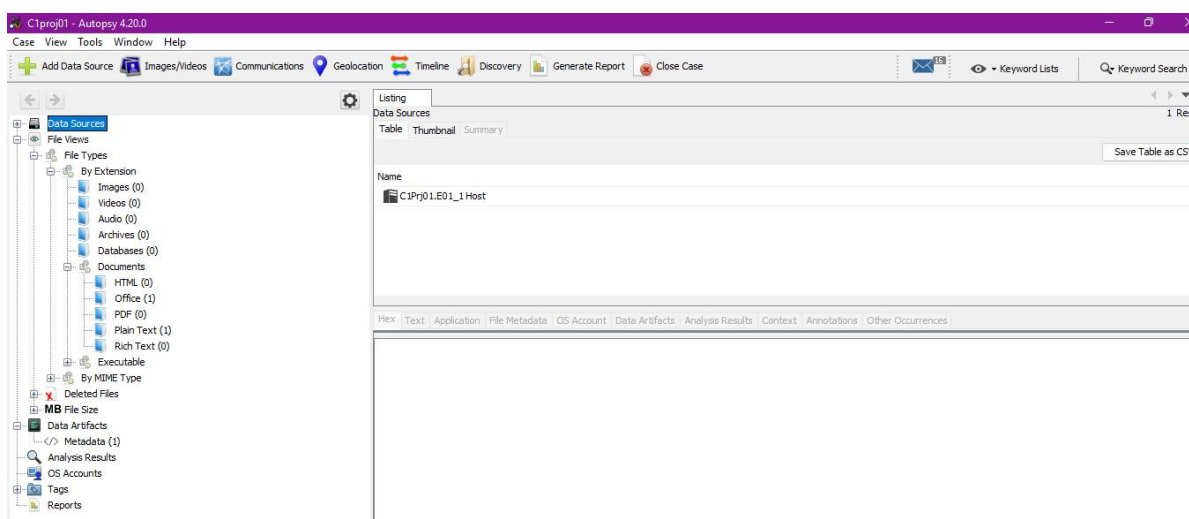 C1proj01 - Autopsy 4.20.0
Case View Tools Window Help
Add Data Source Images/Videos Communications Geolocation Timeline Discovery Generate Report Close Case Keyword Lists Keyword Search
Listing
Data Sources
1 Res
Table Thumbnail Summary
Save Table as CS
Name
C1Prj01.E01_1 Host
Hex Text Application File Metadata OS Account Data Artifacts Analysis Results Context Annotations Other Occurrences
Data Sources
File Views
File Types
By Extension
Images (0)
Videos (0)
Audio (0)
Archives (0)
Databases (0)
Documents
HTML (0)
Office (1)
PDF (0)
Plain Text (1)
Rich Text (0)
Executable
By MIME Type
Deleted Files
MB File Size
Data Artifacts
Metadata (1)
Analysis Results
OS Accounts
Tags
Reports